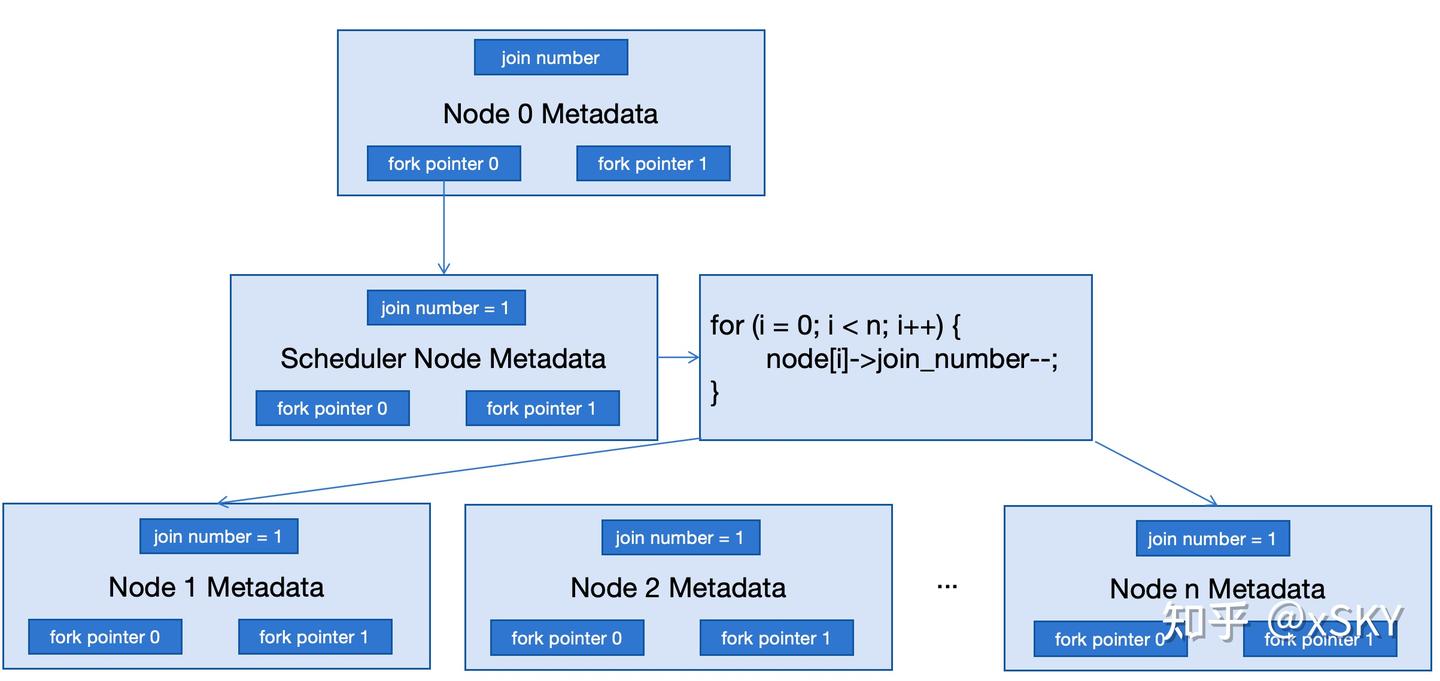 join number
Node 0 Metadata
fork pointer 0
fork pointer 1
join number = 1
Scheduler Node Metadata
fork pointer 0
fork pointer 1
for (i = 0; i < n; i++) {
node[i]->join_number--;
}
join number = 1
Node 1 Metadata
fork pointer 0
fork pointer 1
join number = 1
Node 2 Metadata
fork pointer 0
fork pointer 1
...
join number = 1
Node n Metadata
fork pointer 0
fork pointer 1
知乎 @xSKY